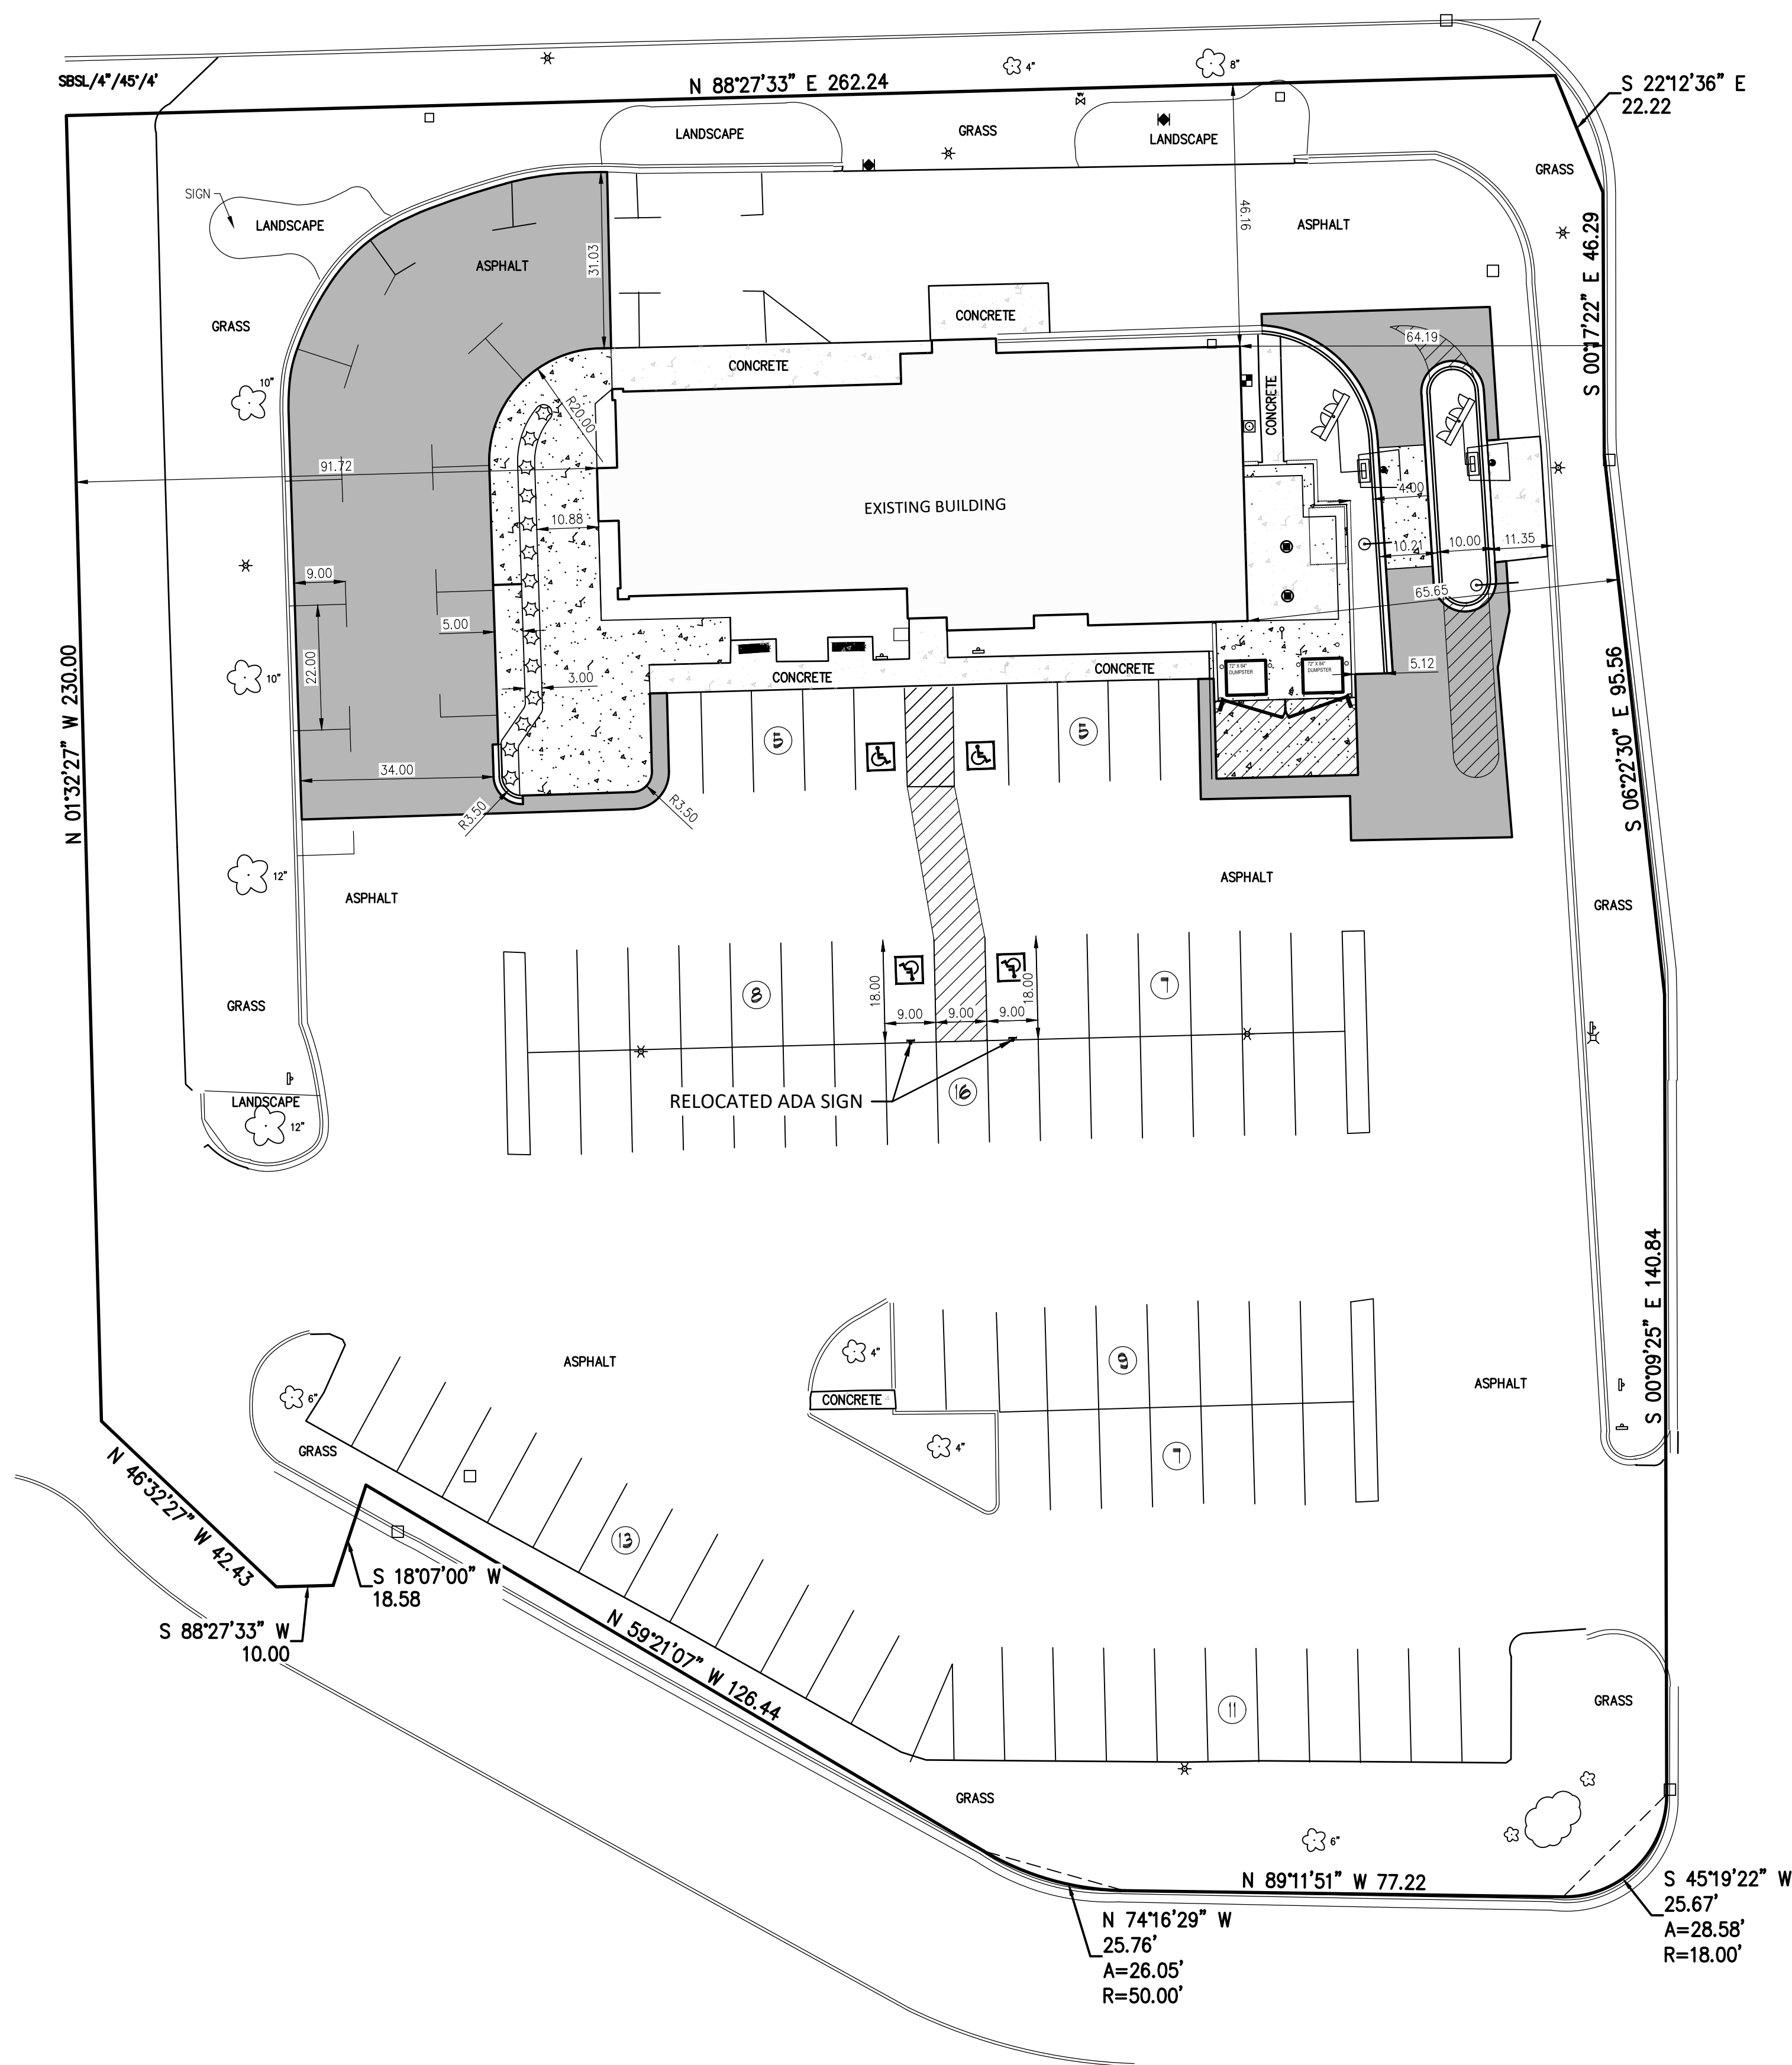 SBSL/4"/45°/4'
N 88°27'33" E 262.24
4"
8"
S 22°12'36" E
22.22
LANDSCAPE
GRASS
LANDSCAPE
GRASS
SIGN
LANDSCAPE
ASPHALT
31.03
46.16
ASPHALT
S 00°17'22" E 46.29
GRASS
CONCRETE
CONCRETE
64.19
10"
R20.00
CONCRETE
91.72
10.88
EXISTING BUILDING
4.00
10.21
10.00
11.35
9.00
65.65
5.00
22.00
10"
3.00
CONCRETE
CONCRETE
72" X 84"
DUMPSTER
72" X 84"
DUMPSTER
5.12
N 01°32'27" W 230.00
S 06°22'30" E 95.56
5
5
34.00
R3.50
R3.50
12"
ASPHALT
ASPHALT
GRASS
GRASS
8
18.00
9.00
9.00
9.00
18.00
7
RELOCATED ADA SIGN
16
LANDSCAPE
12"
S 00°09'25" E 140.84
4"
9
ASPHALT
ASPHALT
6"
CONCRETE
GRASS
4"
7
N 46°32'27" W 42.43
13
S 18°07'00" W
18.58
S 88°27'33" W
10.00
N 59°21'07" W 126.44
11
GRASS
GRASS
6"
N 89°11'51" W 77.22
S 45°19'22" W
25.67'
A=28.58'
R=18.00'
N 74°16'29" W
25.76'
A=26.05'
R=50.00'